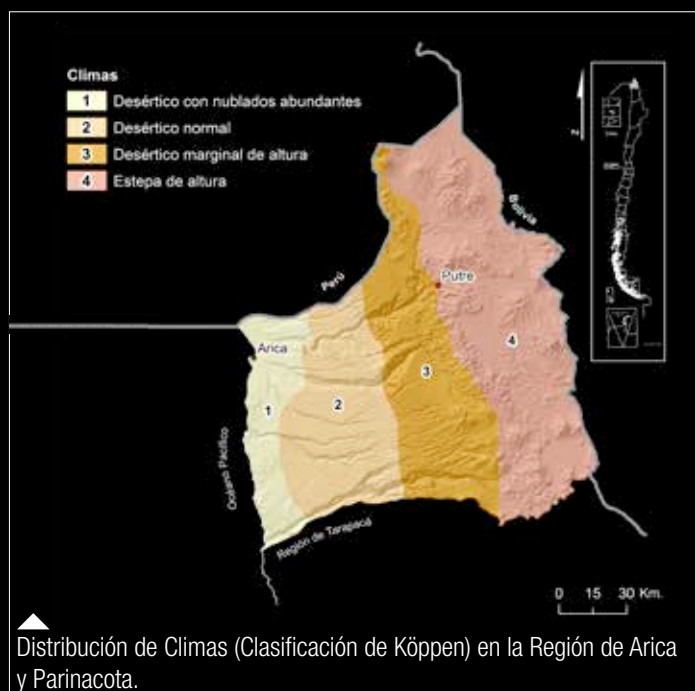 Climas
1 Desértico con nublados abundantes
2 Desértico normal
3 Desértico marginal de altura
4 Estepa de altura
N
Bolivia
Perú
Putre
Arica
4
3
2
1
Océano Pacífico
Región de Tarapacá
0 15 30 Km.
Distribución de Climas (Clasificación de Köppen) en la Región de Arica
y Parinacota.